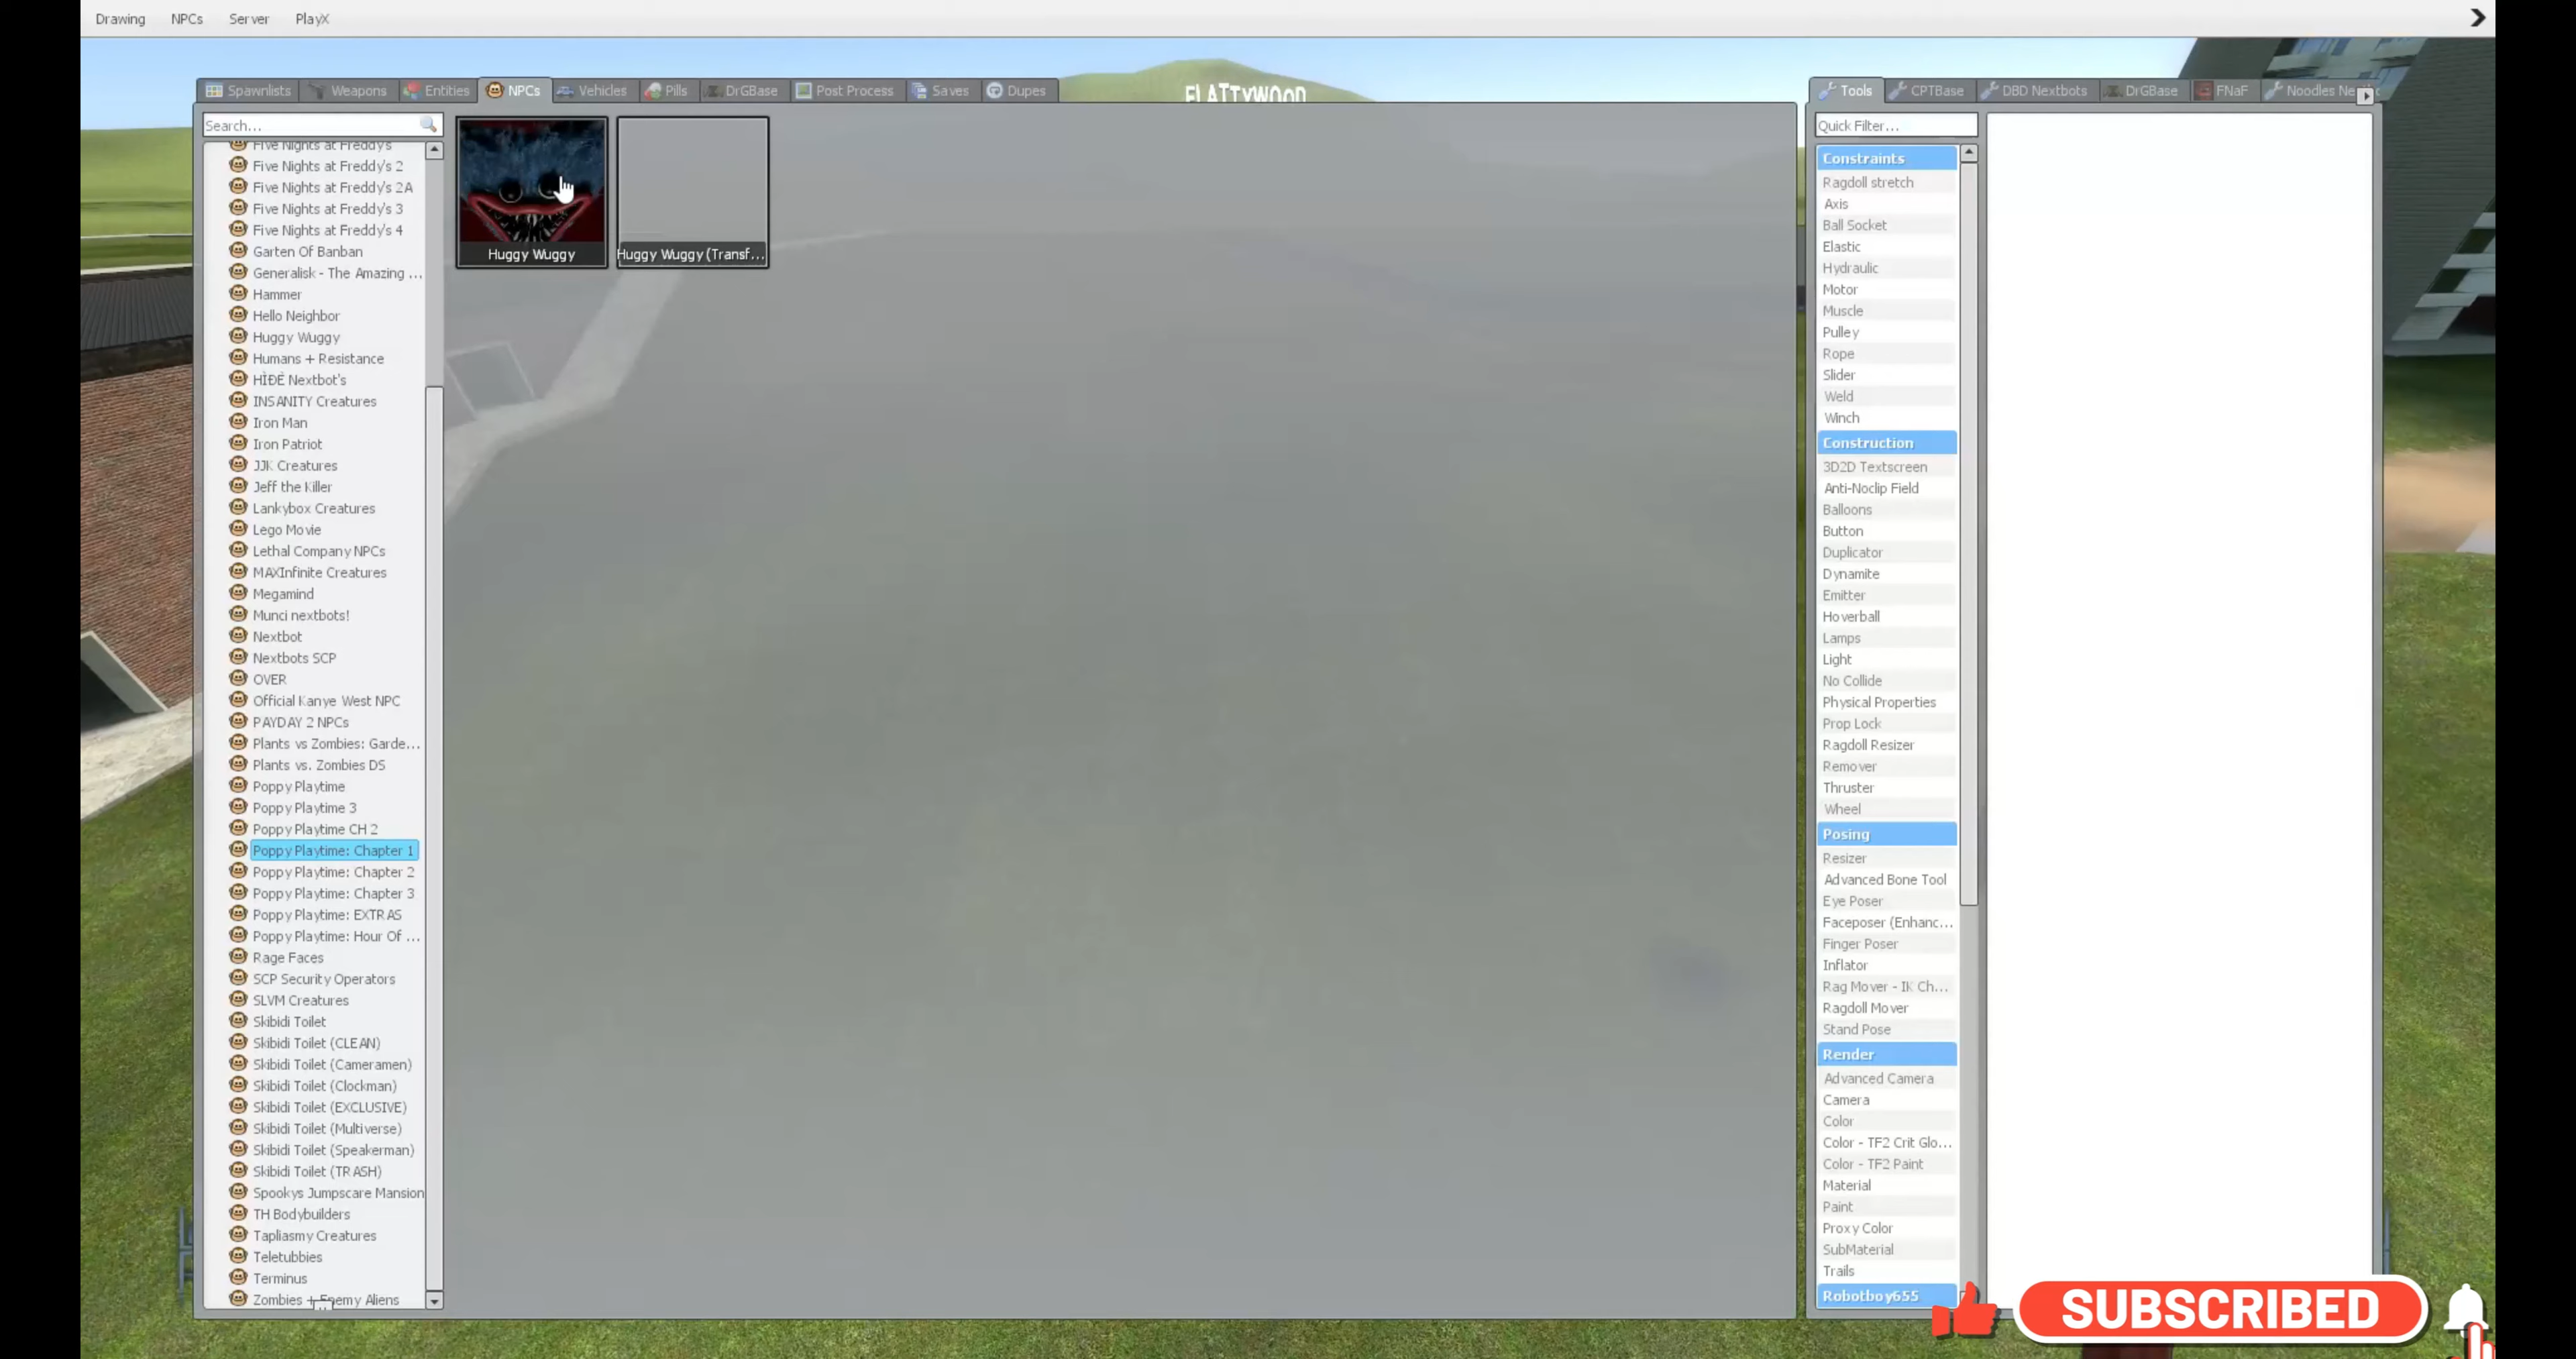 Drawing NPCs Server PlayX
FLATTYWOOD
Spawnlists Weapons Entities NPCs Vehicles Pills DrGBase Post Process Saves Dupes
Search...
Five Nights at Freddy's
Five Nights at Freddy's 2
Five Nights at Freddy's 2A
Five Nights at Freddy's 3
Five Nights at Freddy's 4
Garten Of Banban
Generalisk - The Amazing ...
Hammer
Hello Neighbor
Huggy Wuggy
Humans + Resistance
HÌĐÈ Nextbot's
INSANITY Creatures
Iron Man
Iron Patriot
JJK Creatures
Jeff the Killer
Lankybox Creatures
Lego Movie
Lethal Company NPCs
MAXInfinite Creatures
Megamind
Munci nextbots!
Nextbot
Nextbots SCP
OVER
Official Kanye West NPC
PAYDAY 2 NPCs
Plants vs Zombies: Garde...
Plants vs. Zombies DS
Poppy Playtime
Poppy Playtime 3
Poppy Playtime CH 2
Poppy Playtime: Chapter 1
Poppy Playtime: Chapter 2
Poppy Playtime: Chapter 3
Poppy Playtime: EXTRAS
Poppy Playtime: Hour Of ...
Rage Faces
SCP Security Operators
SLVM Creatures
Skibidi Toilet
Skibidi Toilet (CLEAN)
Skibidi Toilet (Cameramen)
Skibidi Toilet (Clockman)
Skibidi Toilet (EXCLUSIVE)
Skibidi Toilet (Multiverse)
Skibidi Toilet (Speakerman)
Skibidi Toilet (TRASH)
Spookys Jumpscare Mansion
TH Bodybuilders
Tapliasmy Creatures
Teletubbies
Terminus
Zombies + Enemy Aliens
Huggy Wuggy
Huggy Wuggy (Transf...
Tools CPTBase DBD Nextbots DrGBase FNaF Noodles Ne
Quick Filter...
Constraints
Ragdoll stretch
Axis
Ball Socket
Elastic
Hydraulic
Motor
Muscle
Pulley
Rope
Slider
Weld
Winch
Construction
3D2D Textscreen
Anti-Noclip Field
Balloons
Button
Duplicator
Dynamite
Emitter
Hoverball
Lamps
Light
No Collide
Physical Properties
Prop Lock
Ragdoll Resizer
Remover
Thruster
Wheel
Posing
Resizer
Advanced Bone Tool
Eye Poser
Faceposer (Enhanc...
Finger Poser
Inflator
Rag Mover - IK Ch...
Ragdoll Mover
Stand Pose
Render
Advanced Camera
Camera
Color
Color - TF2 Crit Glo...
Color - TF2 Paint
Material
Paint
Proxy Color
SubMaterial
Trails
Robotboy655
SUBSCRIBED